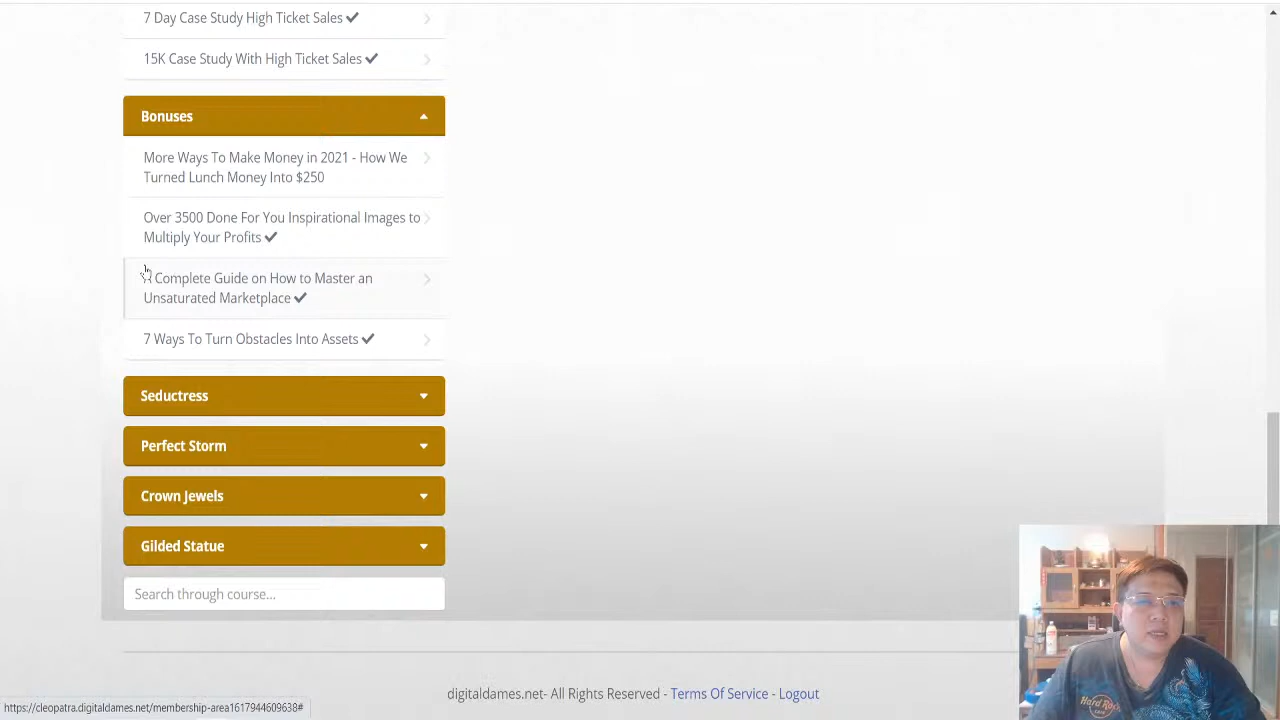 7 Day Case Study High Ticket Sales
15K Case Study With High Ticket Sales
Bonuses
More Ways To Make Money in 2021 - How We
Turned Lunch Money Into $250
Over 3500 Done For You Inspirational Images to
Multiply Your Profits
Complete Guide on How to Master an
Unsaturated Marketplace
7 Ways To Turn Obstacles Into Assets
Seductress
Perfect Storm
Crown Jewels
Gilded Statue
Search through course...
digitaldames.net- All Rights Reserved - Terms Of Service - Logout
https://cleopatra.digitaldames.net/membership-area1617944609638#
Hard Rock